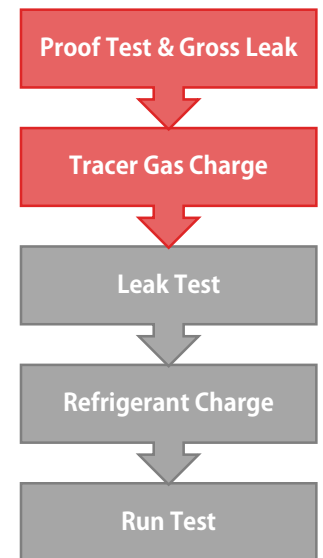 Proof Test & Gross Leak
Tracer Gas Charge
Leak Test
Refrigerant Charge
Run Test